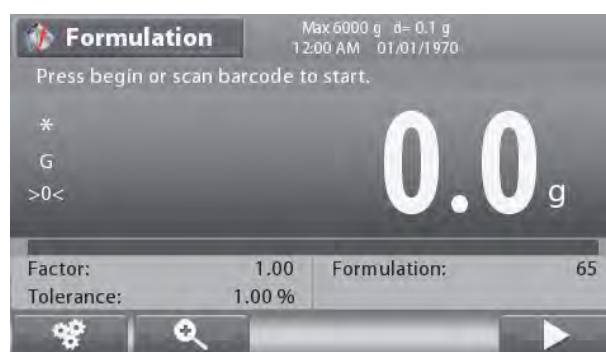 Formulation
Max 6000 g d= 0.1 g
12:00 AM 01/01/1970
Press begin or scan barcode to start.
*
G
>0<
0.0 g
Factor: 1.00 Formulation: 65
Tolerance: 1.00 %